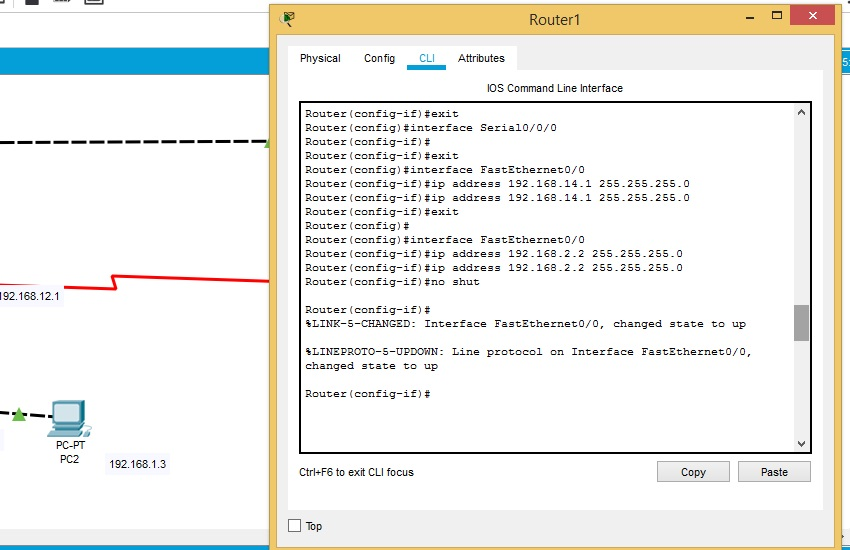 Router1
Physical Config CLI Attributes
IOS Command Line Interface
Router(config-if)#exit
Router(config)#interface Serial0/0/0
Router(config-if)#
Router(config-if)#exit
Router(config)#interface FastEthernet0/0
Router(config-if)#ip address 192.168.14.1 255.255.255.0
Router(config-if)#ip address 192.168.14.1 255.255.255.0
Router(config-if)#exit
Router(config)#
Router(config)#interface FastEthernet0/0
Router(config-if)#ip address 192.168.2.2 255.255.255.0
Router(config-if)#ip address 192.168.2.2 255.255.255.0
Router(config-if)#no shut
Router(config-if)#
%LINK-5-CHANGED: Interface FastEthernet0/0, changed state to up
%LINEPROTO-5-UPDOWN: Line protocol on Interface FastEthernet0/0,
changed state to up
Router(config-if)#
Ctrl+F6 to exit CLI focus
Copy
Paste
Top
192.168.12.1
PC-PT
PC2
192.168.1.3